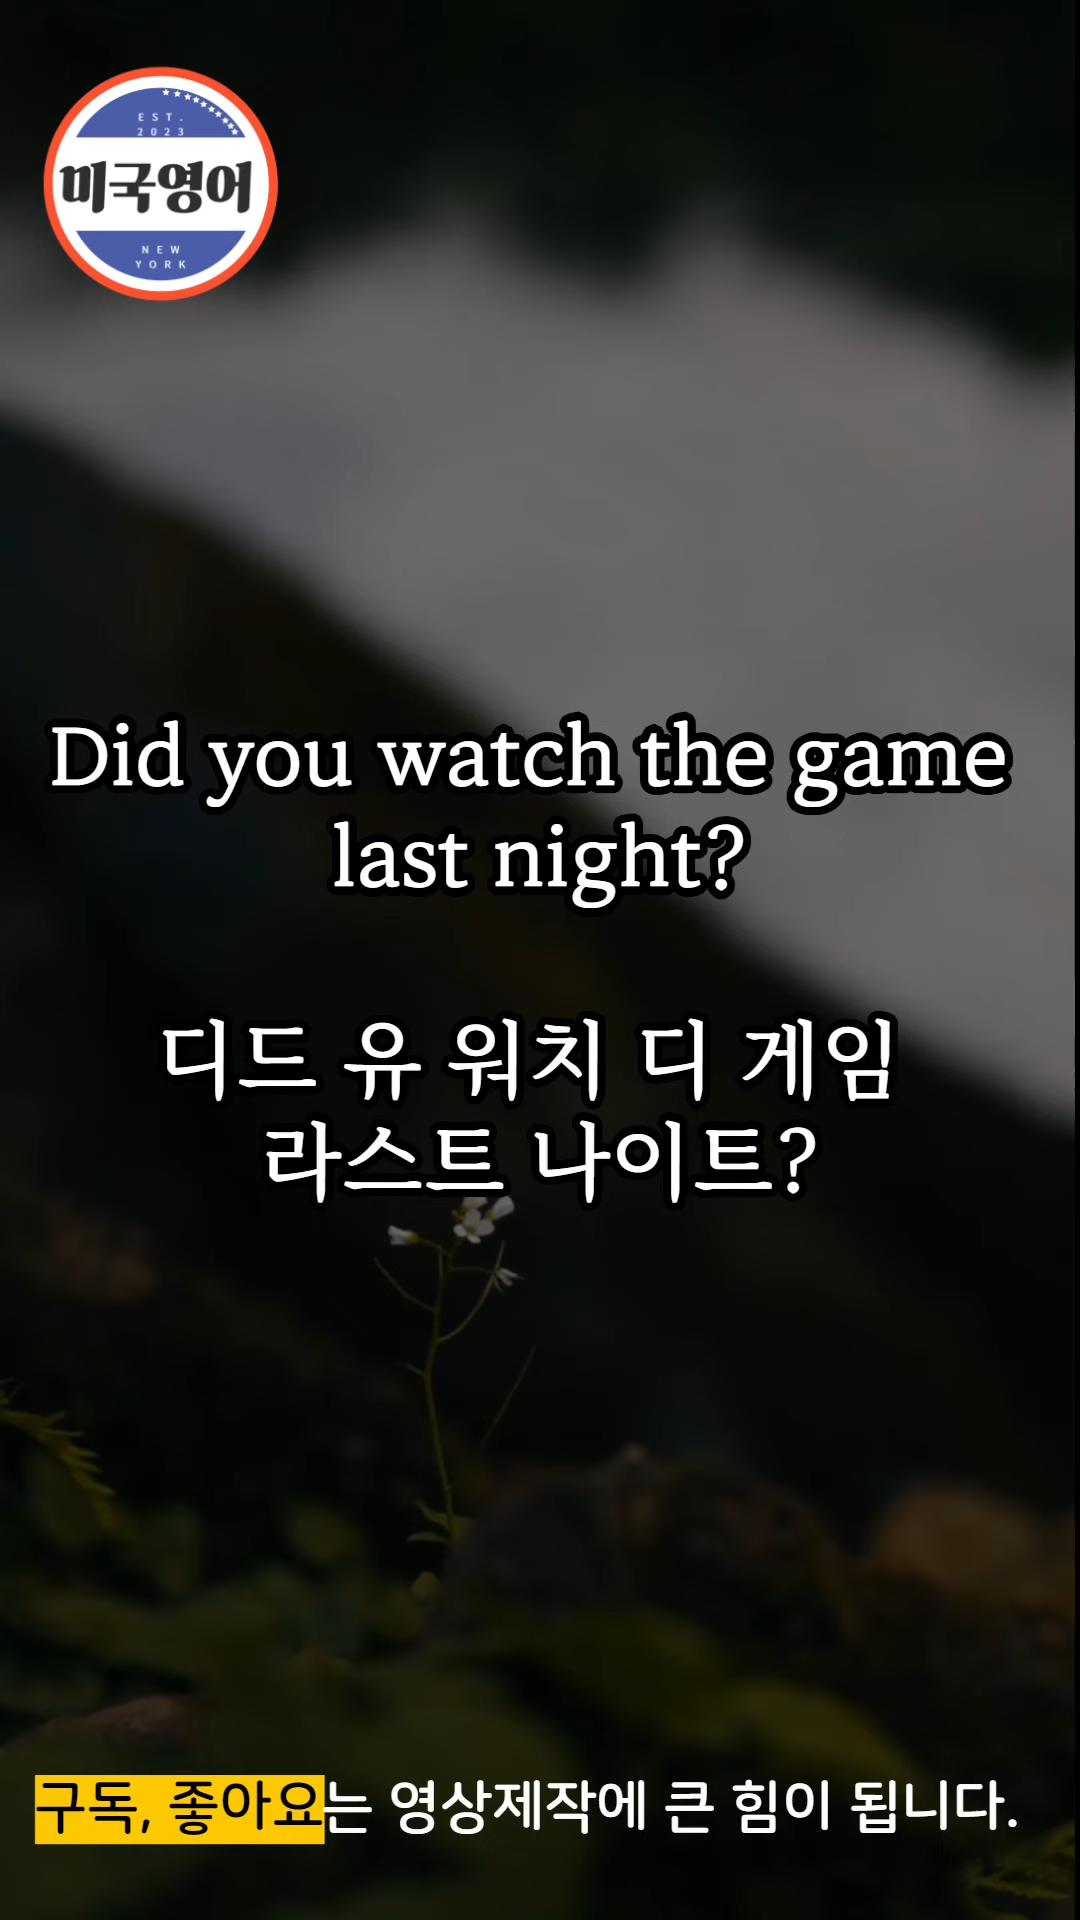 EST.
2023
미국영어
NEW
YORK
Did you watch the game
last night?
디드 유 워치 디 게임
라스트 나이트?
구독, 좋아요는 영상제작에 큰 힘이 됩니다.